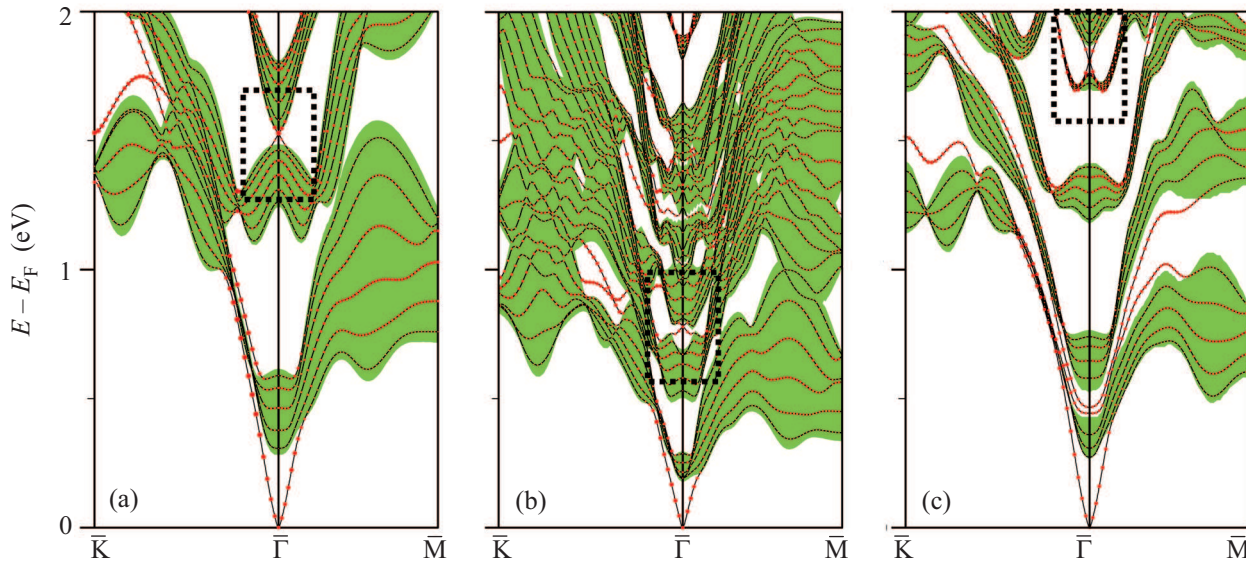 2
1
0
E − E_F (eV)
(a)
(b)
(c)
K̅ Γ̅ M̅
K̅ Γ̅ M̅
K̅ Γ̅ M̅